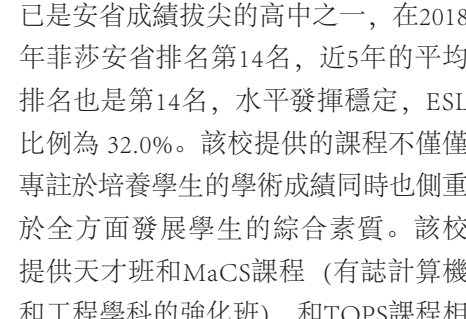 已是安省成績拔尖的高中之一，在2018
年菲莎安省排名第14名，近5年的平均
排名也是第14名，水平發揮穩定，ESL
比例為 32.0%。該校提供的課程不僅僅
專註於培養學生的學術成績同時也側重
於全方面發展學生的綜合素質。該校
提供天才班和MaCS課程（有誌計算機
和工程學科的強化班），和TOPS課程相